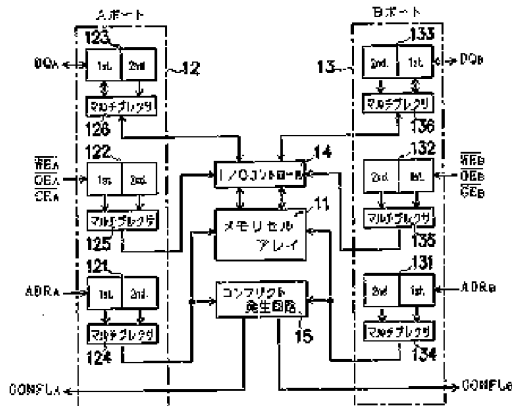 Aポート
Bポート
123
133
DQA
1st.
2nd
12
13
2nd.
1st.
DQB
マルチプレクサ
マルチプレクサ
126
136
122
14
132
WEA
OEA
CEA
1st.
2nd.
I/Oコントロール
2nd.
1st.
WEB
OEB
CEB
マルチプレクサ
11
マルチプレクサ
125
メモリセル
アレイ
135
121
131
ADRA
1st.
2nd.
コンフリクト
発生回路
2nd
1st.
ADRB
マルチプレクサ
15
マルチプレクサ
124
134
CONFLA
CONFLB